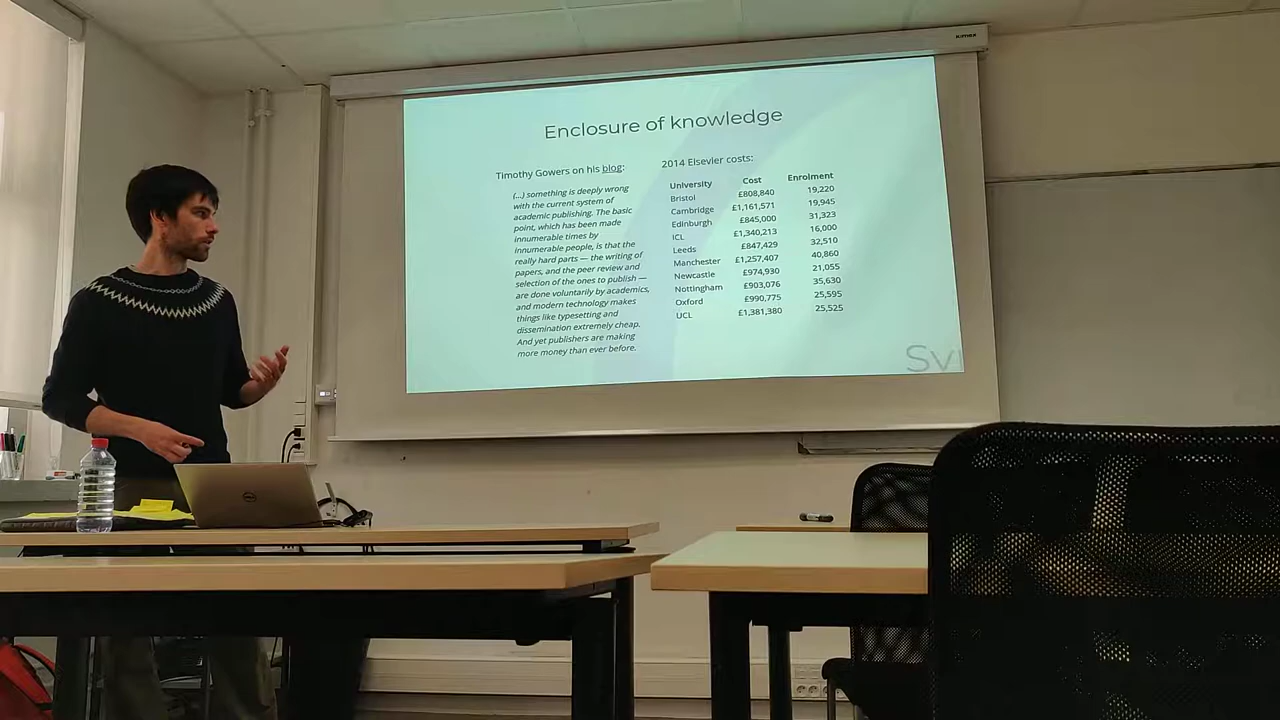 Enclosure of knowledge
Timothy Gowers on his blog:
(...) something is deeply wrong
with the current system of
academic publishing. The basic
point, which has been made
innumerable times by
innumerable people, is that the
really hard parts — the writing of
papers, and the peer review and
selection of the ones to publish —
are done voluntarily by academics,
and modern technology makes
things like typesetting and
dissemination extremely cheap.
And yet publishers are making
more money than ever before.
2014 Elsevier costs:
University Cost Enrolment
Bristol £808,840 19,220
Cambridge £1,161,571 19,945
Edinburgh £845,000 31,323
ICL £1,340,213 16,000
Leeds £847,429 32,510
Manchester £1,257,407 40,860
Newcastle £974,930 21,055
Nottingham £903,076 35,630
Oxford £990,775 25,595
UCL £1,381,380 25,525
Sv
DELL